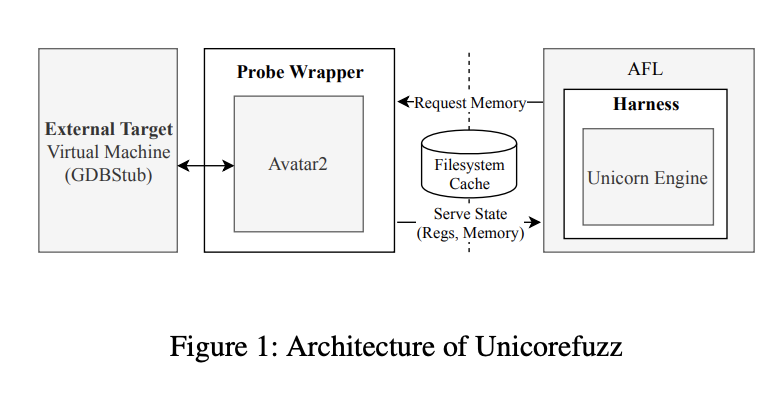 External Target
Virtual Machine
(GDBStub)
Probe Wrapper
Avatar2
Request Memory
Filesystem
Cache
Serve State
(Regs, Memory)
AFL
Harness
Unicorn Engine
Figure 1: Architecture of Unicorefuzz